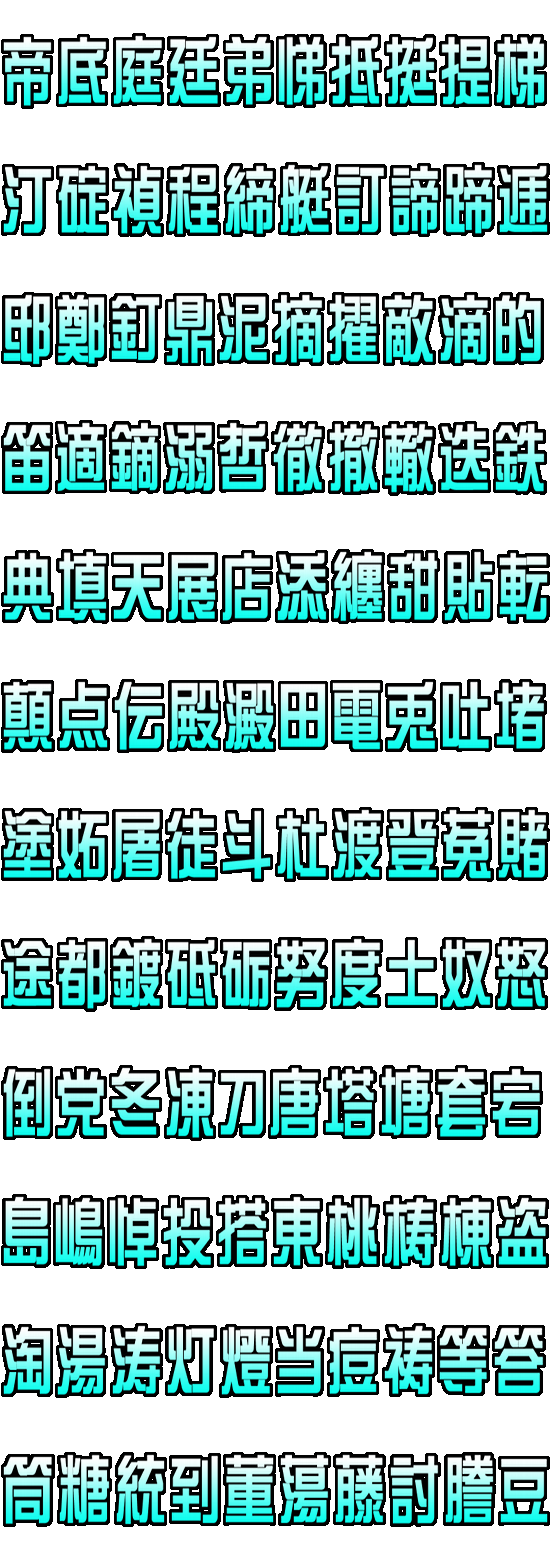 帝底庭廷弟悌抵挺提梯
汀碇禎程締艇訂諦蹄逓
邸鄭釘鼎泥摘擢敵滴的
笛適鏑溺哲徹撤轍迭鉄
典填天展店添纏甜貼転
顛点伝殿澱田電兎吐堵
塗妬屠徒斗杜渡登菟賭
途都鍍砥砺努度土奴怒
倒党冬凍刀唐塔塘套宕
島嶋悼投搭東桃梼棟盗
淘湯涛灯燈当痘祷等答
筒糖統到董蕩藤討謄豆